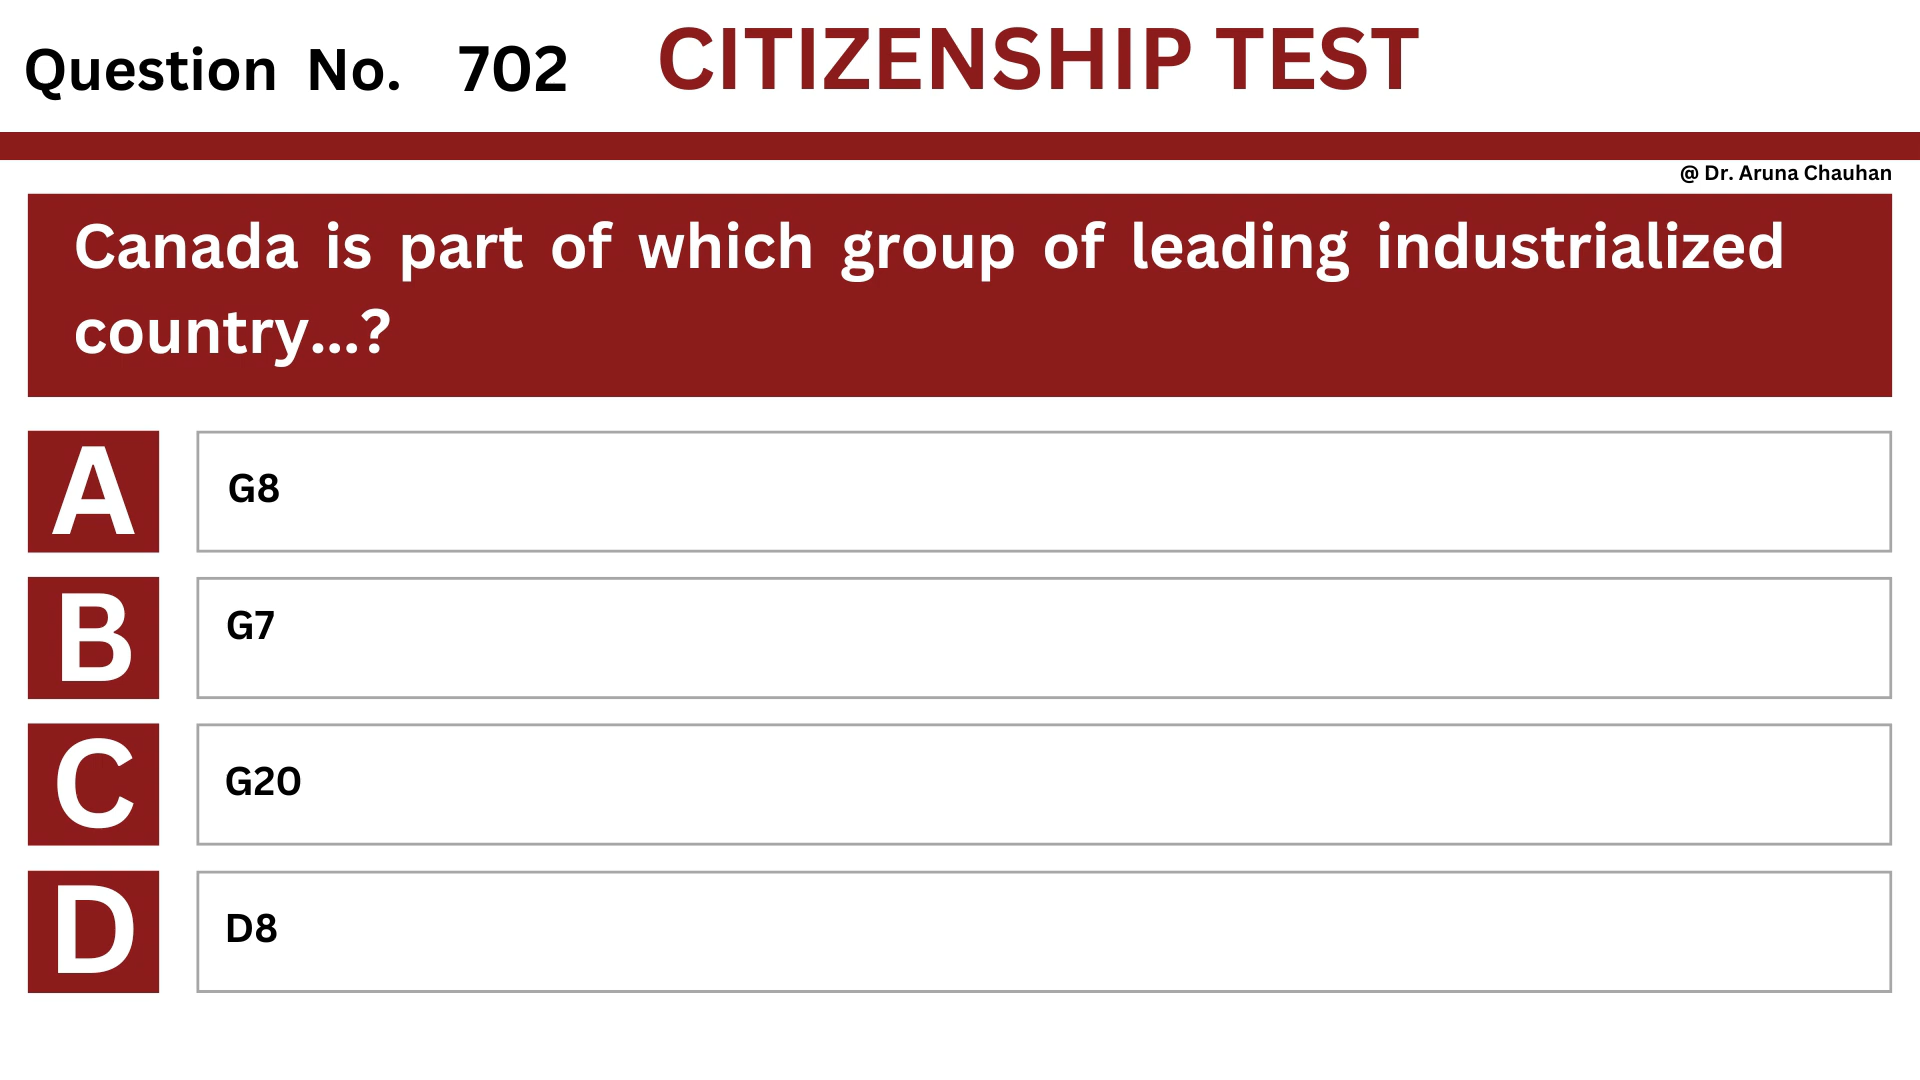 Question No. 702 CITIZENSHIP TEST
@ Dr. Aruna Chauhan
Canada is part of which group of leading industrialized
country...?
A G8
B G7
C G20
D D8